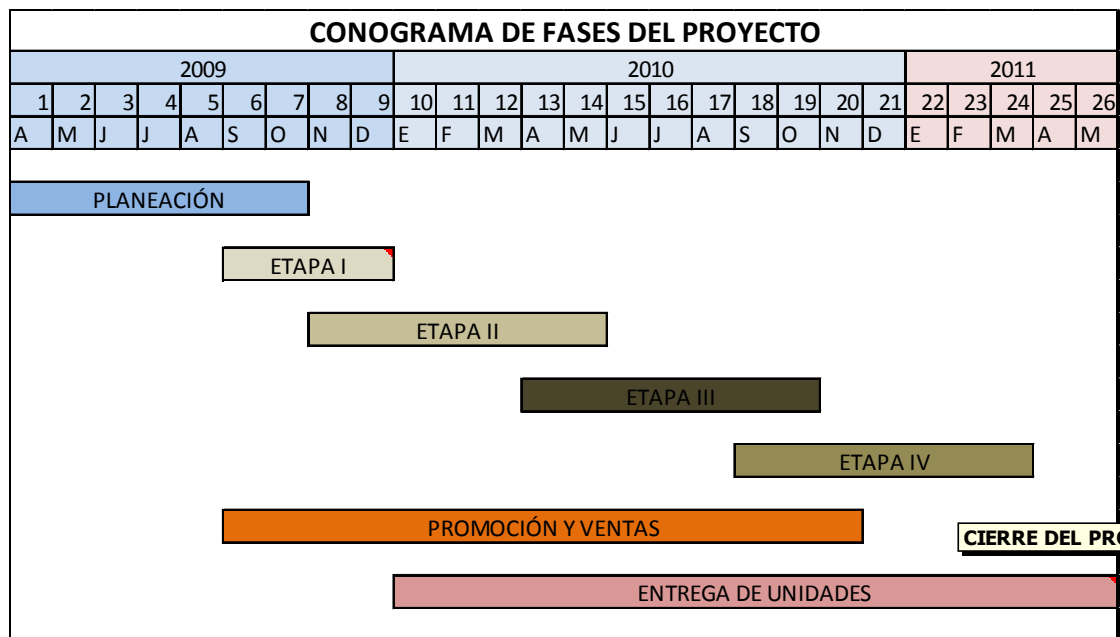 CONOGRAMA DE FASES DEL PROYECTO
2009 2010 2011
1 2 3 4 5 6 7 8 9 10 11 12 13 14 15 16 17 18 19 20 21 22 23 24 25 26
A M J J A S O N D E F M A M J J A S O N D E F M A M
PLANEACIÓN
ETAPA I
ETAPA II
ETAPA III
ETAPA IV
PROMOCIÓN Y VENTAS
CIERRE DEL PRO
ENTREGA DE UNIDADES